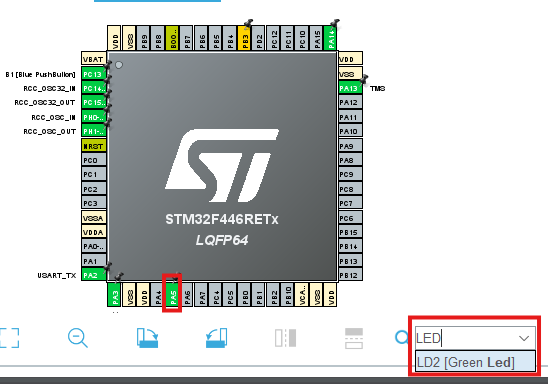 VDD
VSS
PB9
PB8
BOO..
PB7
PB6
PB5
PB4
PB3
PD2
PC12
PC11
PC10
PA15
PA14
VBAT
B1 [Blue PushButton] PC13
RCC_OSC32_IN PC14..
RCC_OSC32_OUT PC15..
RCC_OSC_IN PH0-..
RCC_OSC_OUT PH1-..
NRST
PC0
PC1
PC2
PC3
VSSA
VDDA
PA0-..
PA1
USART_TX PA2
STM32F446RETx
LQFP64
VDD
VSS
PA13 TMS
PA12
PA11
PA10
PA9
PA8
PC9
PC8
PC7
PC6
PB15
PB14
PB13
PB12
PA3
VSS
VDD
PA4
PA5
PA6
PA7
PC4
PC5
PB0
PB1
PB2
PB10
VCA..
VSS
VDD
LED
LD2 [Green Led]